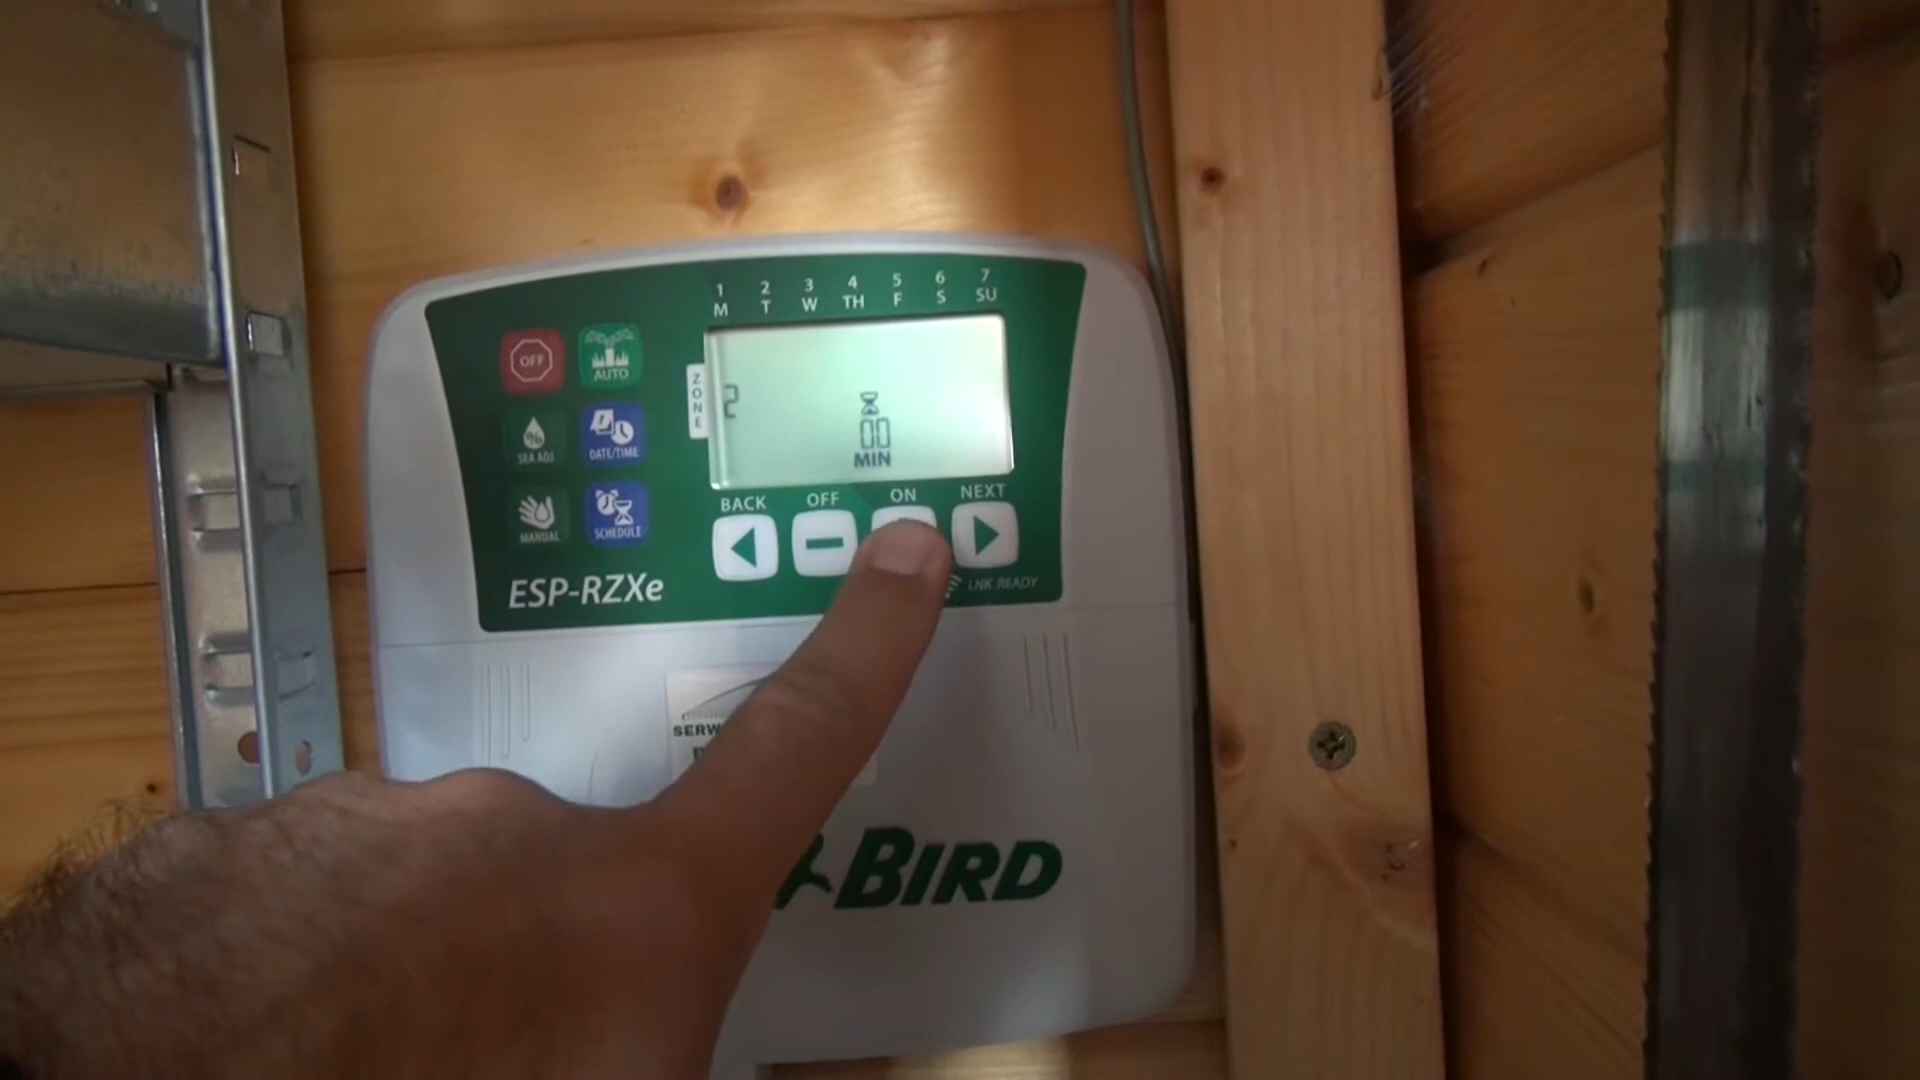 1 2 3 4 5 6 7
M T W TH F S SU
OFF
AUTO
SEA ADJ
DATE/TIME
MANUAL
SCHEDULE
ZONE
2
00
MIN
BACK OFF ON NEXT
ESP-RZXe
LNK READY
BIRD